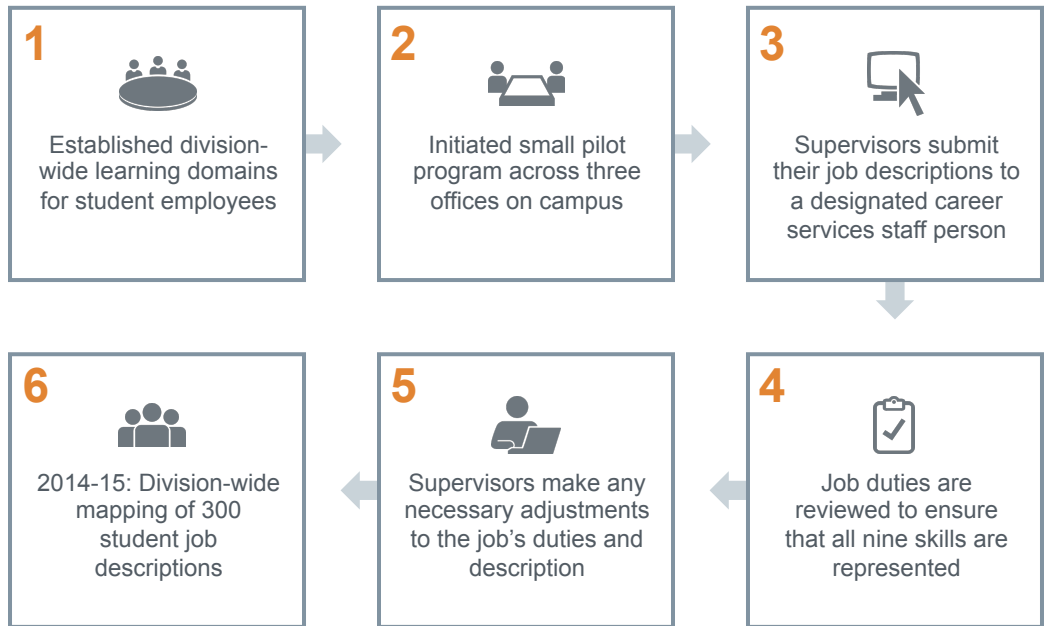 1
Established division-
wide learning domains
for student employees
2
Initiated small pilot
program across three
offices on campus
3
Supervisors submit
their job descriptions to
a designated career
services staff person
4
Job duties are
reviewed to ensure
that all nine skills are
represented
5
Supervisors make any
necessary adjustments
to the job’s duties and
description
6
2014-15: Division-wide
mapping of 300
student job
descriptions